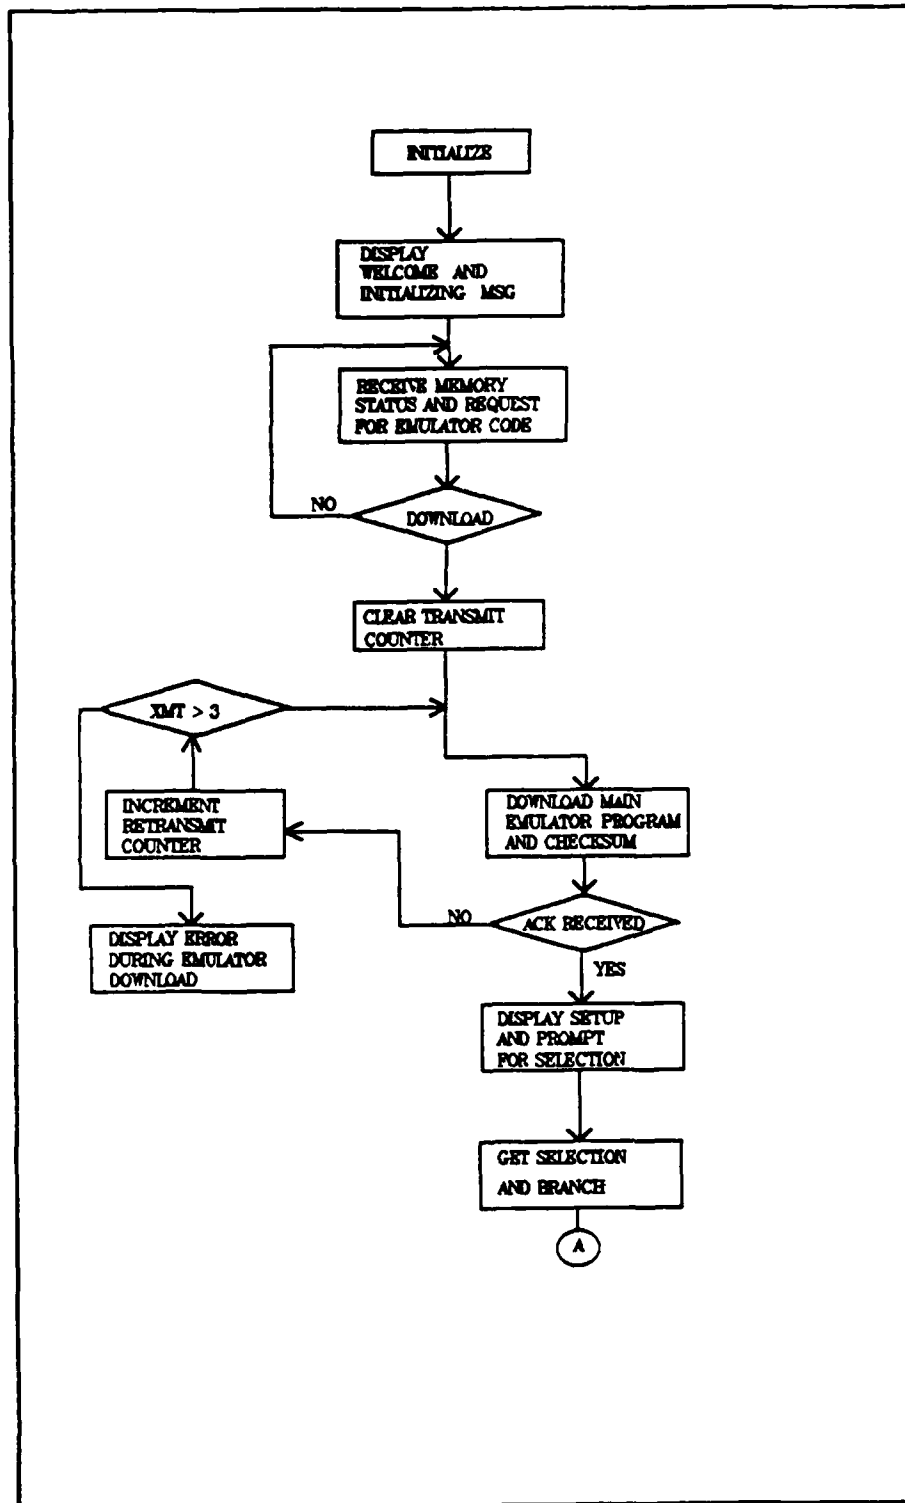 INITIALIZE
DISPLAY
WELCOME AND
INITIALIZING MSG
RECEIVE MEMORY
STATUS AND REQUEST
FOR EMULATOR CODE
NO
DOWNLOAD
CLEAR TRANSMIT
COUNTER
XMT > 3
INCREMENT
RETRANSMIT
COUNTER
DOWNLOAD MAIN
EMULATOR PROGRAM
AND CHECKSUM
NO
ACK RECEIVED
DISPLAY ERROR
DURING EMULATOR
DOWNLOAD
YES
DISPLAY SETUP
AND PROMPT
FOR SELECTION
GET SELECTION
AND BRANCH
A